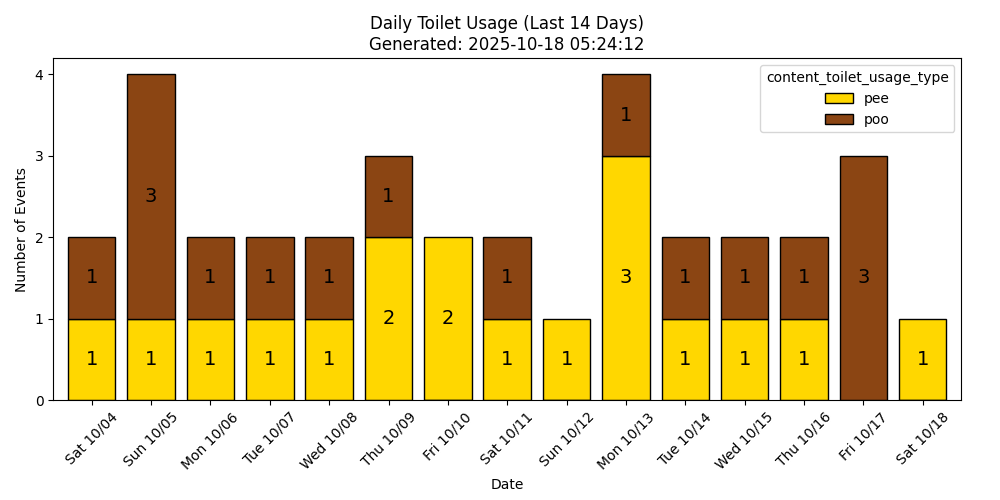 Daily Toilet Usage (Last 14 Days)
Generated: 2025-10-18 05:24:12
content_toilet_usage_type
pee
poo
Number of Events
4
3
2
1
0
1 3 1 1 1 1 1 1 1 1 1 3
1 1 1 1 1 2 2 1 1 3 1 1 1 1
Sat 10/04
Sun 10/05
Mon 10/06
Tue 10/07
Wed 10/08
Thu 10/09
Fri 10/10
Sat 10/11
Sun 10/12
Mon 10/13
Tue 10/14
Wed 10/15
Thu 10/16
Fri 10/17
Sat 10/18
Date